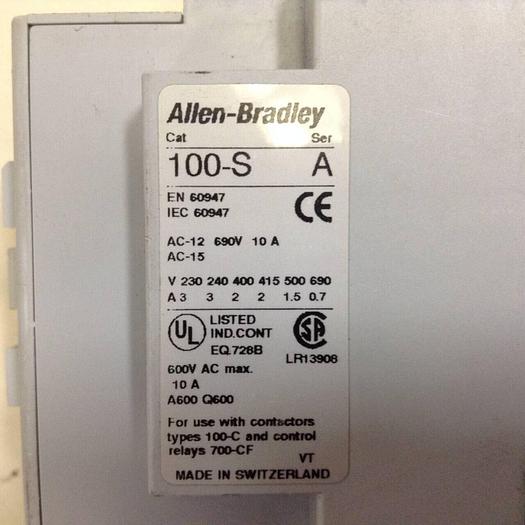 Allen-Bradley
Cat Ser
100-S A
EN 60947
IEC 60947
CE
AC-12 690V 10 A
AC-15
V 230 240 400 415 500 690
A 3 3 2 2 1.5 0.7
UL LISTED
IND.CONT
EQ.728B
SA
LR13908
600V AC max.
10 A
A600 Q600
For use with contactors
types 100-C and control
relays 700-CF
VT
MADE IN SWITZERLAND